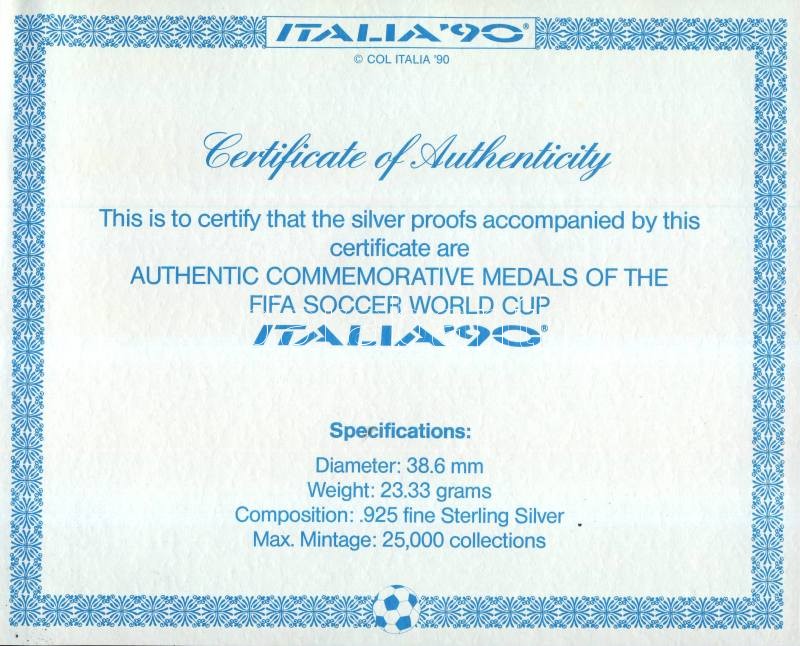 ITALIA'90®
© COL ITALIA '90
Certificate of Authenticity
This is to certify that the silver proofs accompanied by this
certificate are
AUTHENTIC COMMEMORATIVE MEDALS OF THE
FIFA SOCCER WORLD CUP
ITALIA'90®
Specifications:
Diameter: 38.6 mm
Weight: 23.33 grams
Composition: .925 fine Sterling Silver
Max. Mintage: 25,000 collections